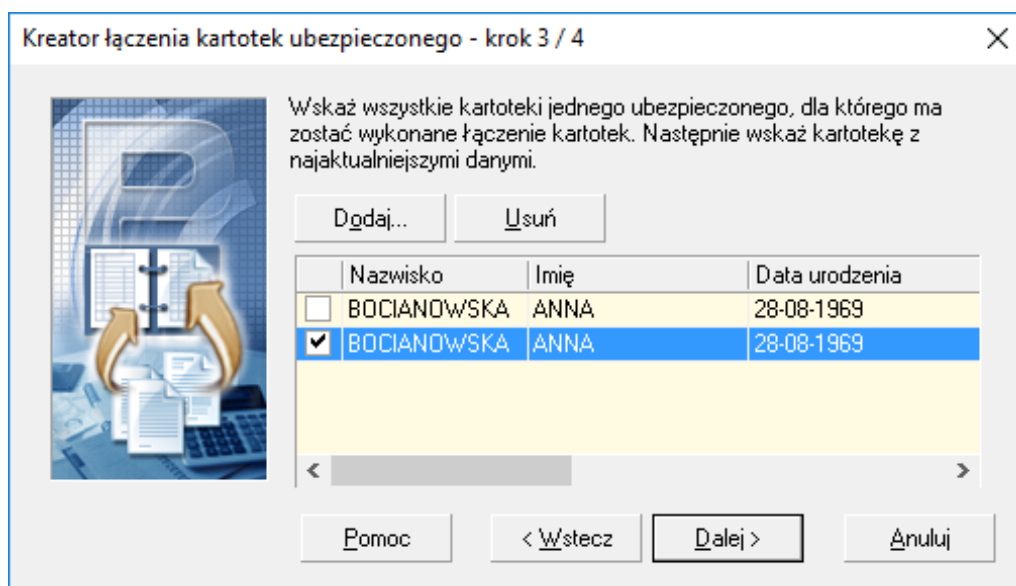 Kreator łączenia kartotek ubezpieczonego - krok 3 / 4
Wskaż wszystkie kartoteki jednego ubezpieczonego, dla którego ma
zostać wykonane łączenie kartotek. Następnie wskaż kartotekę z
najaktualniejszymi danymi.
Dodaj... Usuń
Nazwisko Imię Data urodzenia
BOCIANOWSKA ANNA 28-08-1969
BOCIANOWSKA ANNA 28-08-1969
Pomoc < Wstecz Dalej > Anuluj